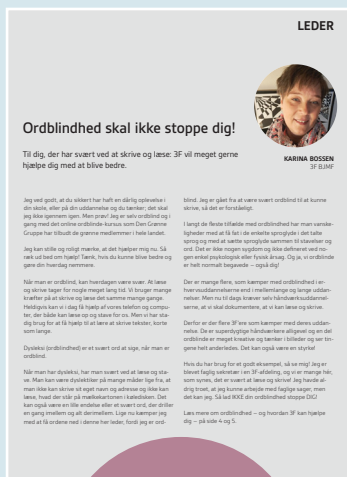 LEDER
Ordblindhed skal ikke stoppe dig!
Til dig, der har svært ved at skrive og læse: 3F vil meget gerne
hjælpe dig med at blive bedre.
KARINA BOSSEN
3F BJMF
Jeg ved godt, at du sikkert har haft en dårlig oplevelse i
din skole, eller på din uddannelse og du tænker; det skal
jeg ikke igennem igen. Men prøv! Jeg er selv ordblind og i
gang med det online ordblinde-kursus som Den Grønne
Gruppe har tilbudt de grønne medlemmer i hele landet.
Jeg kan stille og roligt mærke, at det hjælper mig nu. Så
ræk ud bed om hjælp! Tænk, hvis du kunne blive bedre og
gøre din hverdag nemmere.
Når man er ordblind, kan hverdagen være svær. At læse
og skrive tager for nogle meget lang tid. Vi bruger mange
kræfter på at skrive og læse det samme mange gange.
Heldigvis kan vi i dag få hjælp af vores telefon og compu-
ter, der både kan læse op og stave for os. Men vi har sta-
dig brug for at få hjælp til at lære at skrive tekster, korte
som lange.
Dysleksi (ordblindhed) er et svært ord at sige, når man er
ordblind.
Når man har dysleksi, har man svært ved at læse og sta-
ve. Man kan være dyslektiker på mange måder lige fra, at
man ikke kan skrive sit eget navn og adresse og ikke kan
læse, hvad der står på mælkekartonen i køledisken. Det
kan også være en lille endelse eller et svært ord, der driller
en gang imellem og alt derimellem. Lige nu kæmper jeg
med at få ordene ned i denne her leder, fordi jeg er ord-
blind. Jeg er gået fra at være svært ordblind til at kunne
skrive, så det er forståeligt.
I langt de fleste tilfælde med ordblindhed har man vanske-
ligheder med at få fat i de enkelte sproglyde i det talte
sprog og med at sætte sproglyde sammen til stavelser og
ord. Det er ikke nogen sygdom og ikke defineret ved no-
gen enkel psykologisk eller fysisk årsag. Og ja, vi ordblinde
er helt normalt begavede – også dig!
Der er mange flere, som kæmper med ordblindhed i er-
hvervsuddannelserne end i mellemlange og lange uddan-
nelser. Men nu til dags kræver selv håndværksuddannel-
serne, at vi skal dokumentere, at vi kan læse og skrive.
Derfor er der flere 3F'ere som kæmper med deres uddan-
nelse. De er superdygtige håndværkere alligevel og en del
ordblinde er meget kreative og tænker i billeder og ser tin-
gene helt anderledes. Det kan også være en styrke!
Hvis du har brug for et godt eksempel, så se mig! Jeg er
blevet faglig sekretær i en 3F-afdeling, og vi er mange her,
som synes, det er svært at læse og skrive! Jeg havde al-
drig troet, at jeg kunne arbejde med faglige sager, men
det kan jeg. Så lad IKKE din ordblindhed stoppe DIG!
Læs mere om ordblindhed – og hvordan 3F kan hjælpe
dig – på side 4 og 5.